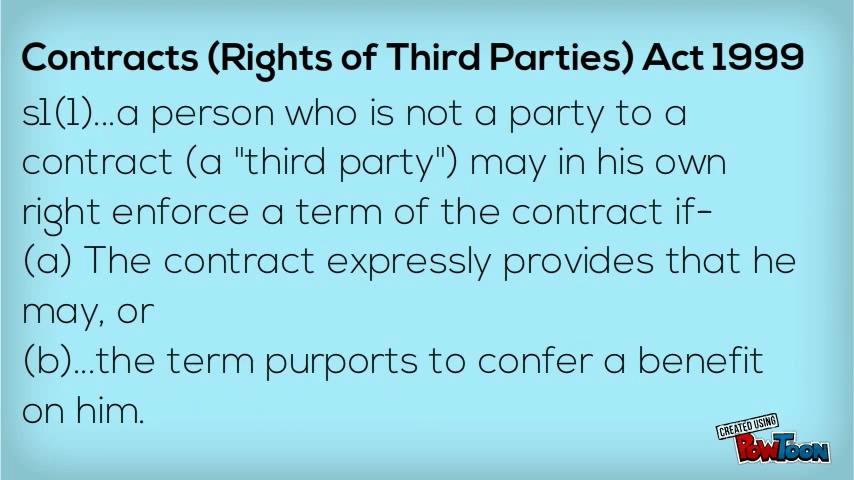 Contracts (Rights of Third Parties) Act 1999
s1(1)...a person who is not a party to a
contract (a "third party") may in his own
right enforce a term of the contract if-
(a) The contract expressly provides that he
may, or
(b)...the term purports to confer a benefit
on him.
CREATED USING
POWTOON